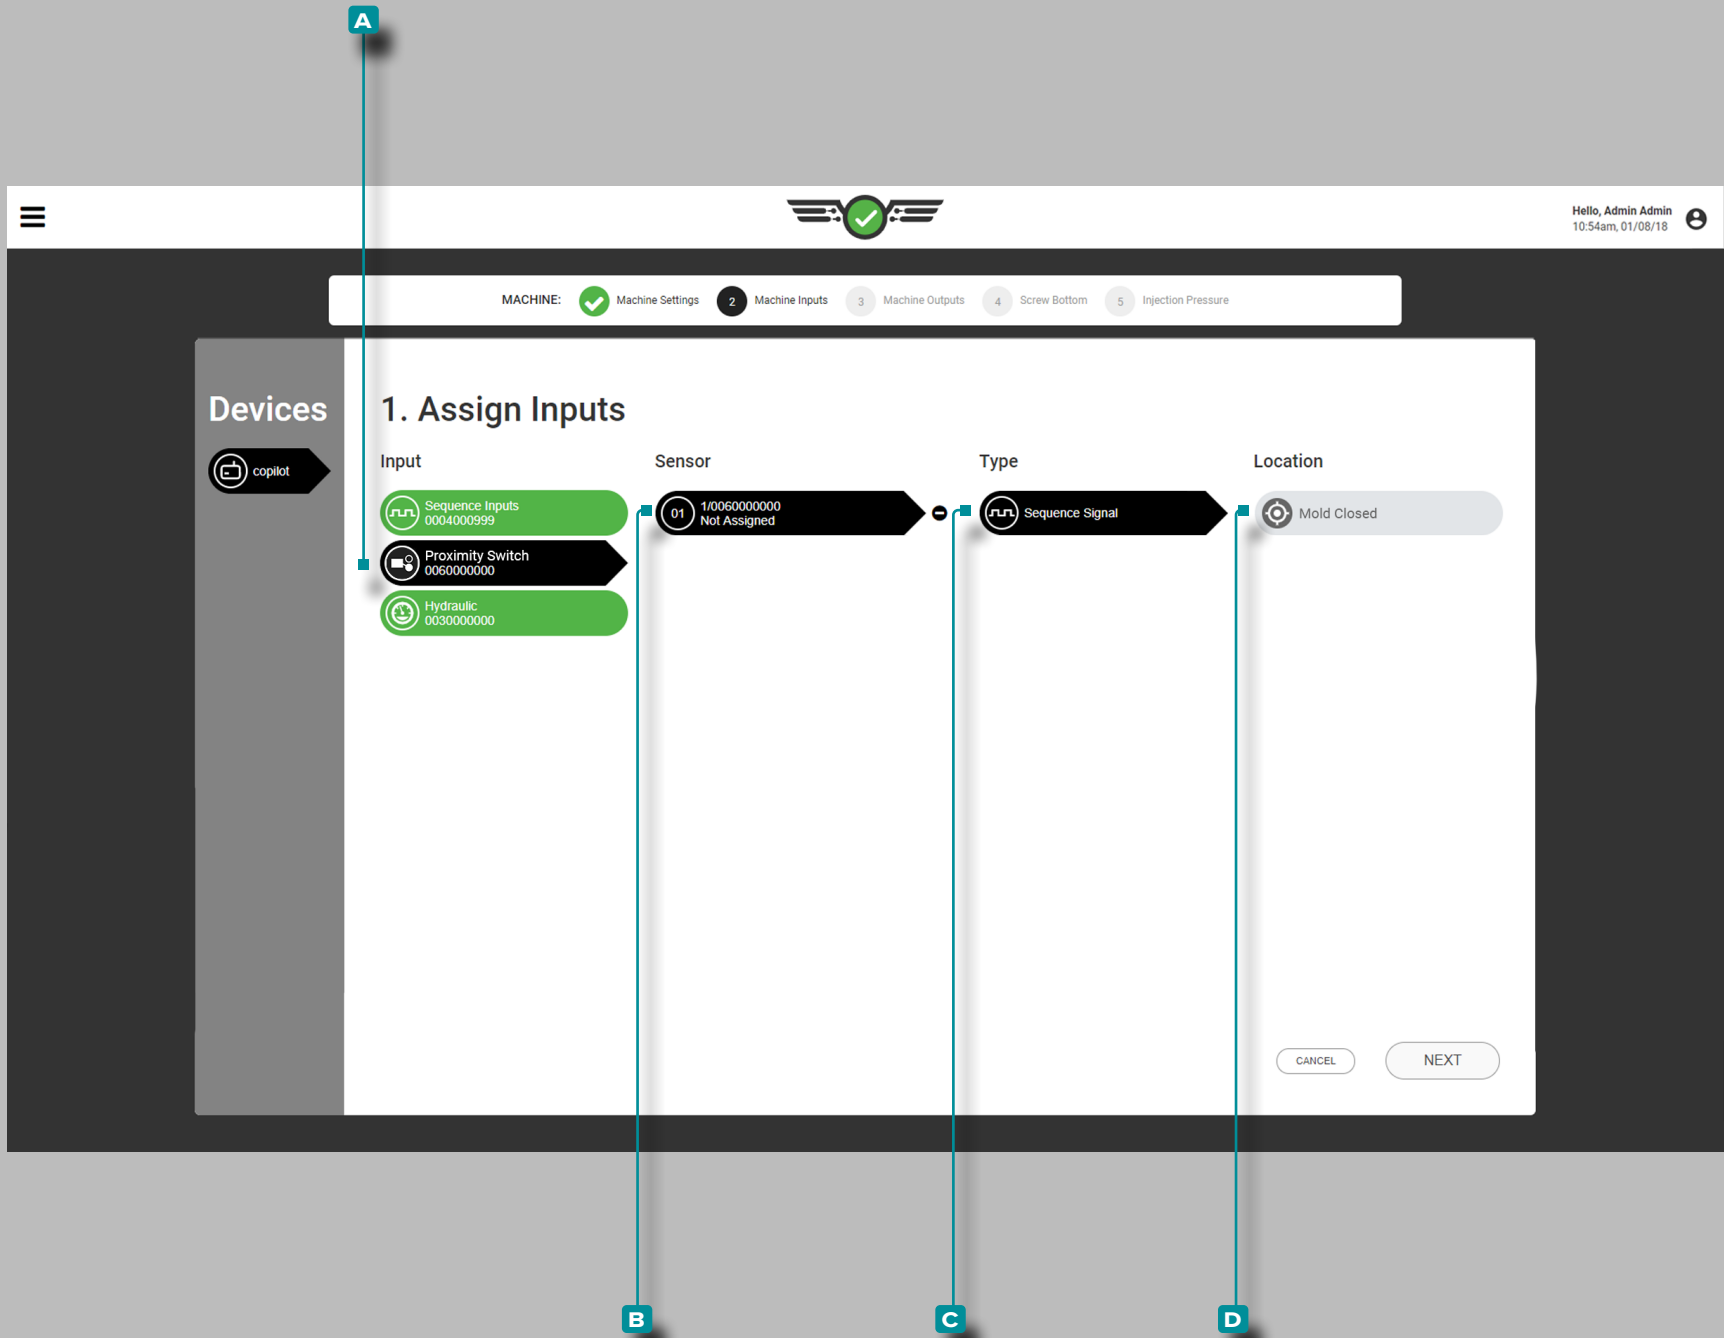 A
Hello, Admin Admin
10:54am, 01/08/18
MACHINE: Machine Settings 2 Machine Inputs 3 Machine Outputs 4 Screw Bottom 5 Injection Pressure
Devices
copilot
1. Assign Inputs
Input Sensor Type Location
Sequence Inputs
0004000999
01 1/0060000000
Not Assigned
Sequence Signal
Mold Closed
Proximity Switch
0060000000
Hydraulic
0030000000
CANCEL NEXT
B C D